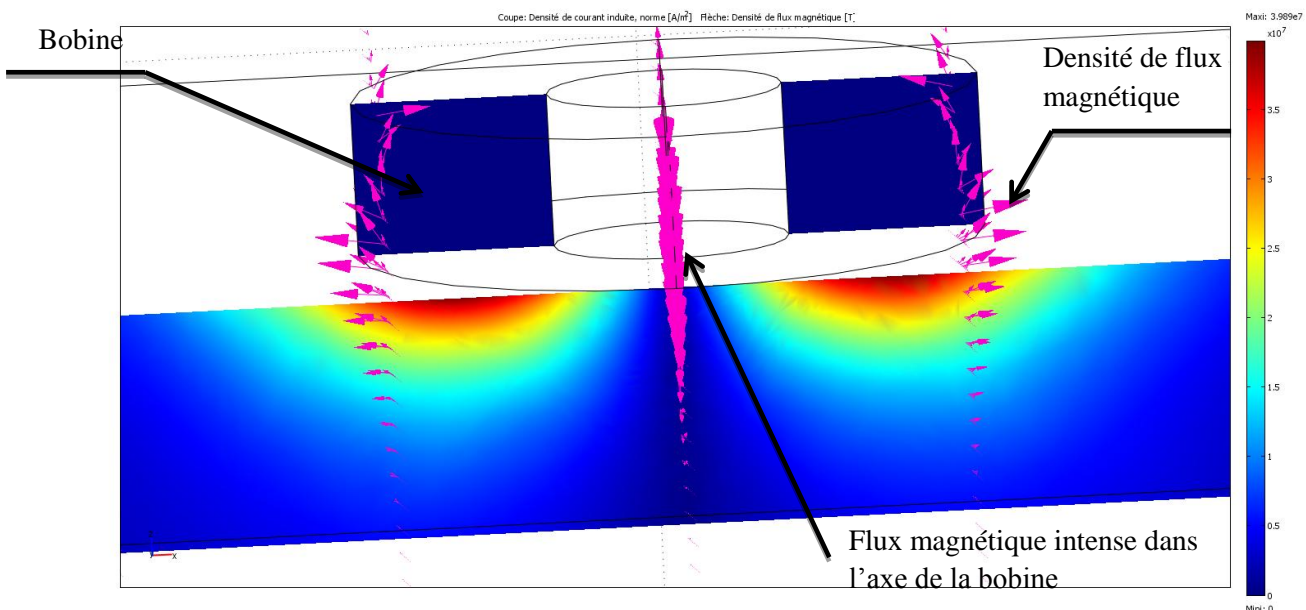 Coupe: Densité de courant induite, norme [A/m²] Flèche: Densité de flux magnétique [T]
Maxi: 3.989e7
x10⁷
Bobine
Densité de flux
magnétique
3.5
3
2.5
2
1.5
1
0.5
0
Flux magnétique intense dans
l'axe de la bobine
x
Mini: 0